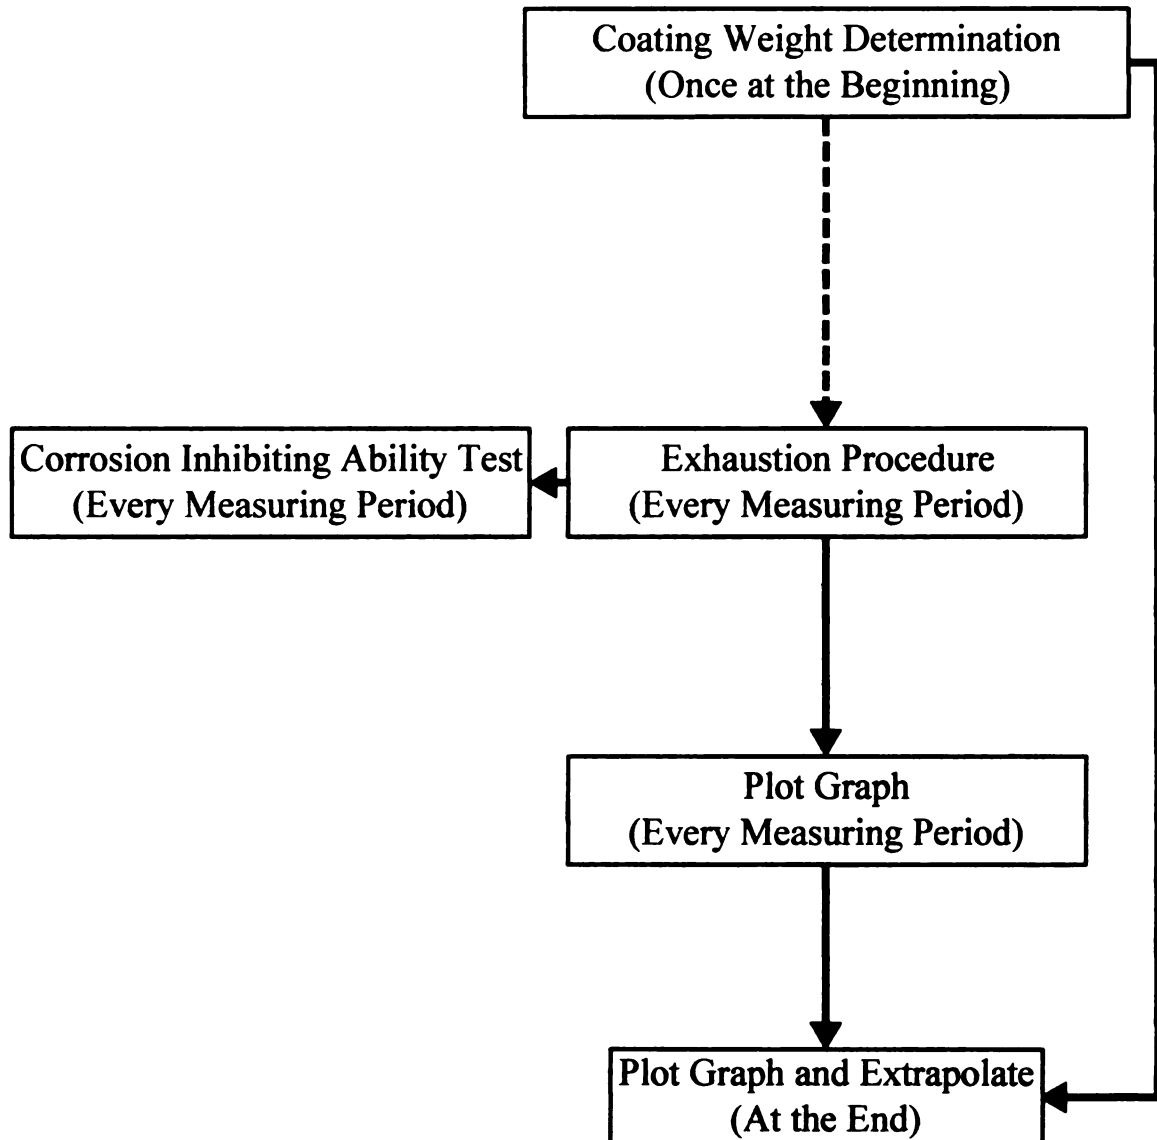 Coating Weight Determination
(Once at the Beginning)
Corrosion Inhibiting Ability Test
(Every Measuring Period)
Exhaustion Procedure
(Every Measuring Period)
Plot Graph
(Every Measuring Period)
Plot Graph and Extrapolate
(At the End)